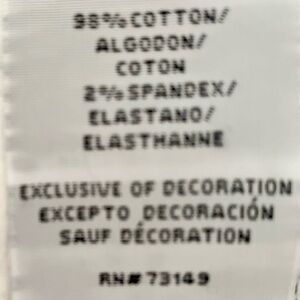 98% COTTON/
ALGODON/
COTON
2% SPANDEX/
ELASTANO/
ELASTHANNE
EXCLUSIVE OF DECORATION
EXCEPTO DECORACIÓN
SAUF DÉCORATION
RN# 73149